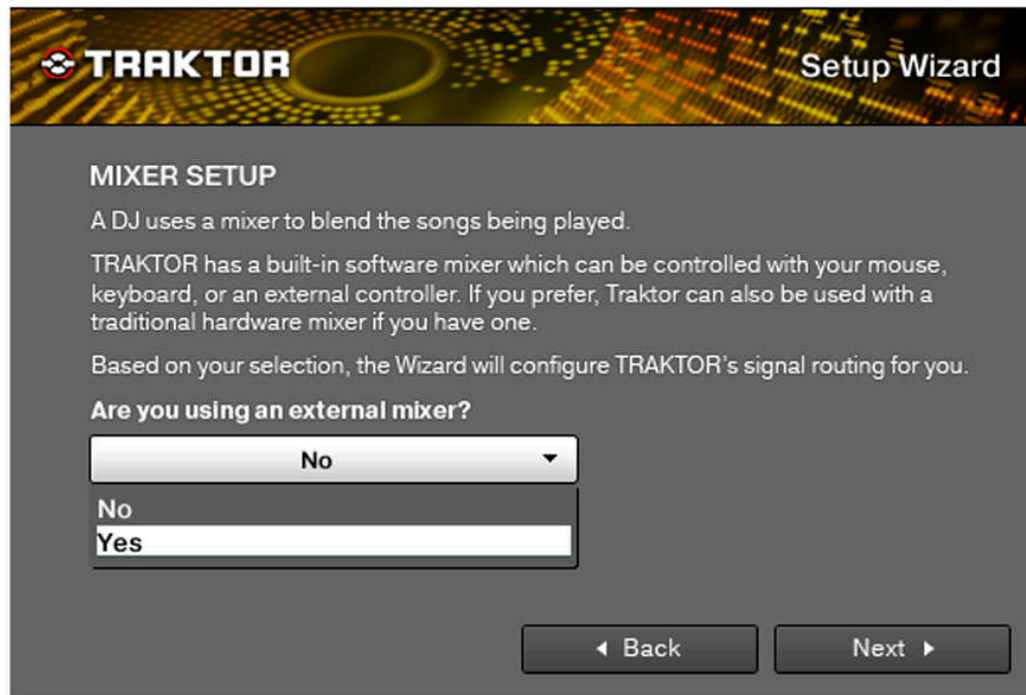 TRAKTOR
Setup Wizard
MIXER SETUP
A DJ uses a mixer to blend the songs being played.
TRAKTOR has a built-in software mixer which can be controlled with your mouse,
keyboard, or an external controller. If you prefer, Traktor can also be used with a
traditional hardware mixer if you have one.
Based on your selection, the Wizard will configure TRAKTOR's signal routing for you.
Are you using an external mixer?
No
No
Yes
Back
Next